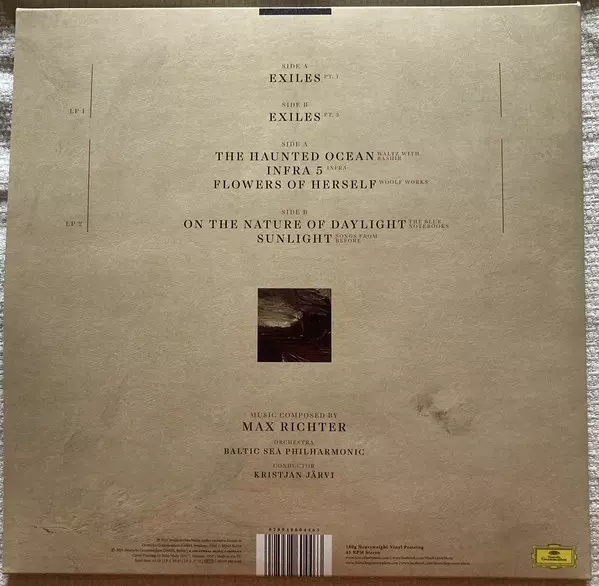 SIDE A
EXILES PT. 1
SIDE B
EXILES PT. 2
LP 1
SIDE A
THE HAUNTED OCEAN WALTZ WITH BASHIR
INFRA 5 INFRA
FLOWERS OF HERSELF WOOLF WORKS
SIDE B
ON THE NATURE OF DAYLIGHT THE BLUE NOTEBOOKS
SUNLIGHT SONGS FROM BEFORE
LP 2
MUSIC COMPOSED BY
MAX RICHTER
ORCHESTRA
BALTIC SEA PHILHARMONIC
CONDUCTOR
KRISTJAN JÄRVI
180g Heavyweight Vinyl Pressing
45 RPM Stereo
Deutsche
Grammophon